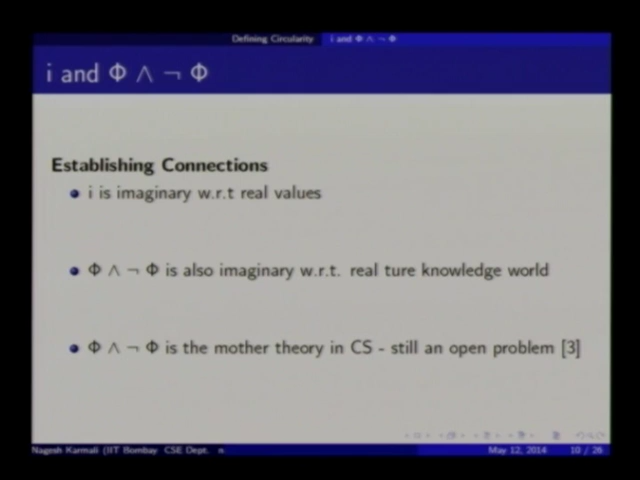 Defining Circularity i and Φ ∧ ¬ Φ
i and Φ ∧ ¬ Φ
Establishing Connections
i is imaginary w.r.t real values
Φ ∧ ¬ Φ is also imaginary w.r.t. real ture knowledge world
Φ ∧ ¬ Φ is the mother theory in CS - still an open problem [3]
Nagesh Karmali (IIT Bombay CSE Dept. May 12, 2014 10 / 26